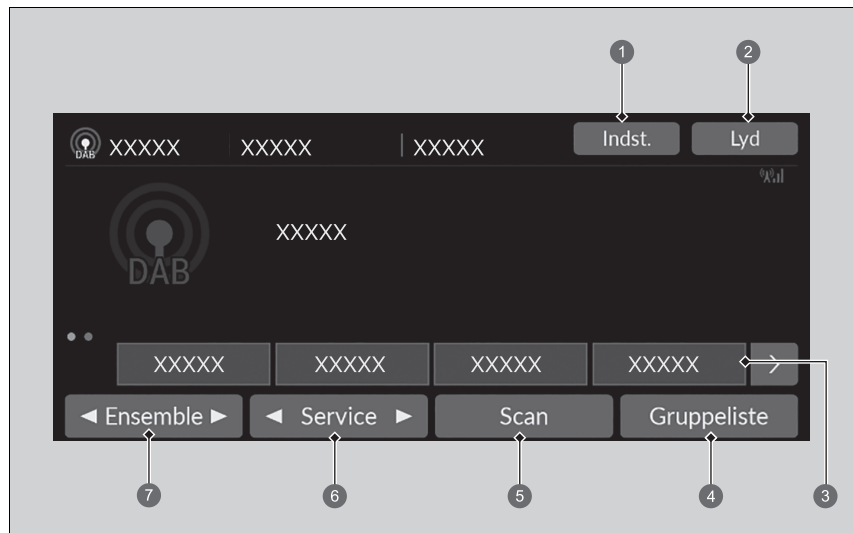 1 2
DAB XXXXX XXXXX XXXXX Indst. Lyd
DAB XXXXX
XXXXX XXXXX XXXXX XXXXX
◄ Ensemble ► ◄ Service ► Scan Gruppeliste
7 6 5 4 3